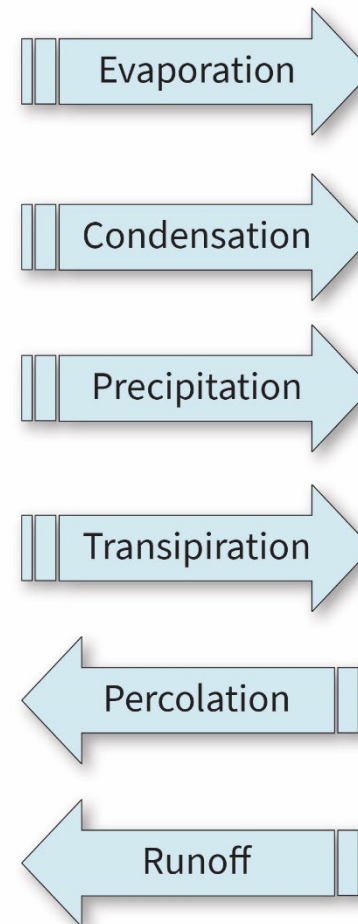 Evaporation
Condensation
Precipitation
Transipiration
Percolation
Runoff